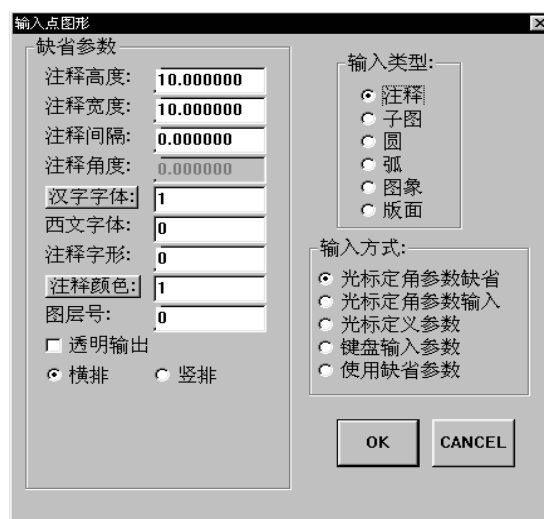 输入点图形
缺省参数
注释高度: 10.000000
注释宽度: 10.000000
注释间隔: 0.000000
注释角度: 0.000000
汉字字体: 1
西文字体: 0
注释字形: 0
注释颜色: 1
图层号: 0
透明输出
横排 竖排
输入类型:
注释
子图
圆
弧
图象
版面
输入方式:
光标定角参数缺省
光标定角参数输入
光标定义参数
键盘输入参数
使用缺省参数
OK CANCEL